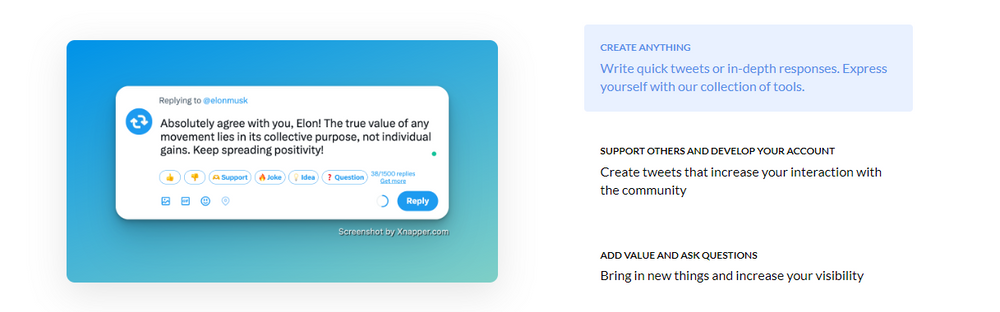 Replying to @elonmusk
Absolutely agree with you, Elon! The true value of any
movement lies in its collective purpose, not individual
gains. Keep spreading positivity!
👍 👎 🫶 Support 🔥 Joke 💡 Idea ❓ Question 38/1500 replies
Get more
GIF Reply
Screenshot by Xnapper.com
CREATE ANYTHING
Write quick tweets or in-depth responses. Express
yourself with our collection of tools.
SUPPORT OTHERS AND DEVELOP YOUR ACCOUNT
Create tweets that increase your interaction with
the community
ADD VALUE AND ASK QUESTIONS
Bring in new things and increase your visibility